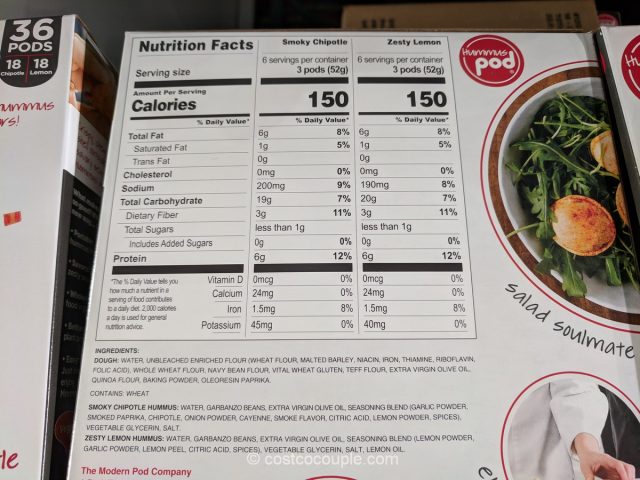 36
PODS
18 18
Chipotle Lemon
hummus
Hummus
pod
Nutrition Facts Smoky Chipotle Zesty Lemon
6 servings per container 6 servings per container
Serving size 3 pods (52g) 3 pods (52g)
Amount Per Serving
Calories 150 150
% Daily Value* % Daily Value*
Total Fat 6g 8% 6g 8%
Saturated Fat 1g 5% 1g 5%
Trans Fat 0g 0g
Cholesterol 0mg 0% 0mg 0%
Sodium 200mg 9% 190mg 8%
Total Carbohydrate 19g 7% 20g 7%
Dietary Fiber 3g 11% 3g 11%
Total Sugars less than 1g less than 1g
Includes Added Sugars 0g 0% 0g 0%
Protein 6g 12% 6g 12%
Vitamin D 0mcg 0% 0mcg 0%
Calcium 24mg 0% 24mg 0%
Iron 1.5mg 8% 1.5mg 8%
Potassium 45mg 0% 40mg 0%
*The % Daily Value tells you
how much a nutrient in a
serving of food contributes
to a daily diet. 2,000 calories
a day is used for general
nutrition advice.
INGREDIENTS:
DOUGH: WATER, UNBLEACHED ENRICHED FLOUR (WHEAT FLOUR, MALTED BARLEY, NIACIN, IRON, THIAMINE, RIBOFLAVIN,
FOLIC ACID), WHOLE WHEAT FLOUR, NAVY BEAN FLOUR, VITAL WHEAT GLUTEN, TEFF FLOUR, EXTRA VIRGIN OLIVE OIL,
QUINOA FLOUR, BAKING POWDER, OLEORESIN PAPRIKA.
CONTAINS: WHEAT
SMOKY CHIPOTLE HUMMUS: WATER, GARBANZO BEANS, EXTRA VIRGIN OLIVE OIL, SEASONING BLEND (GARLIC POWDER,
SMOKED PAPRIKA, CHIPOTLE, ONION POWDER, CAYENNE, SMOKE FLAVOR, CITRIC ACID, LEMON POWDER, SPICES),
VEGETABLE GLYCERIN, SALT.
ZESTY LEMON HUMMUS: WATER, GARBANZO BEANS, EXTRA VIRGIN OLIVE OIL, SEASONING BLEND (LEMON POWDER,
GARLIC POWDER, LEMON PEEL, CITRIC ACID, SPICES), VEGETABLE GLYCERIN, SALT, LEMON OIL.
The Modern Pod Company
salad soulmate
© costcocouple.com